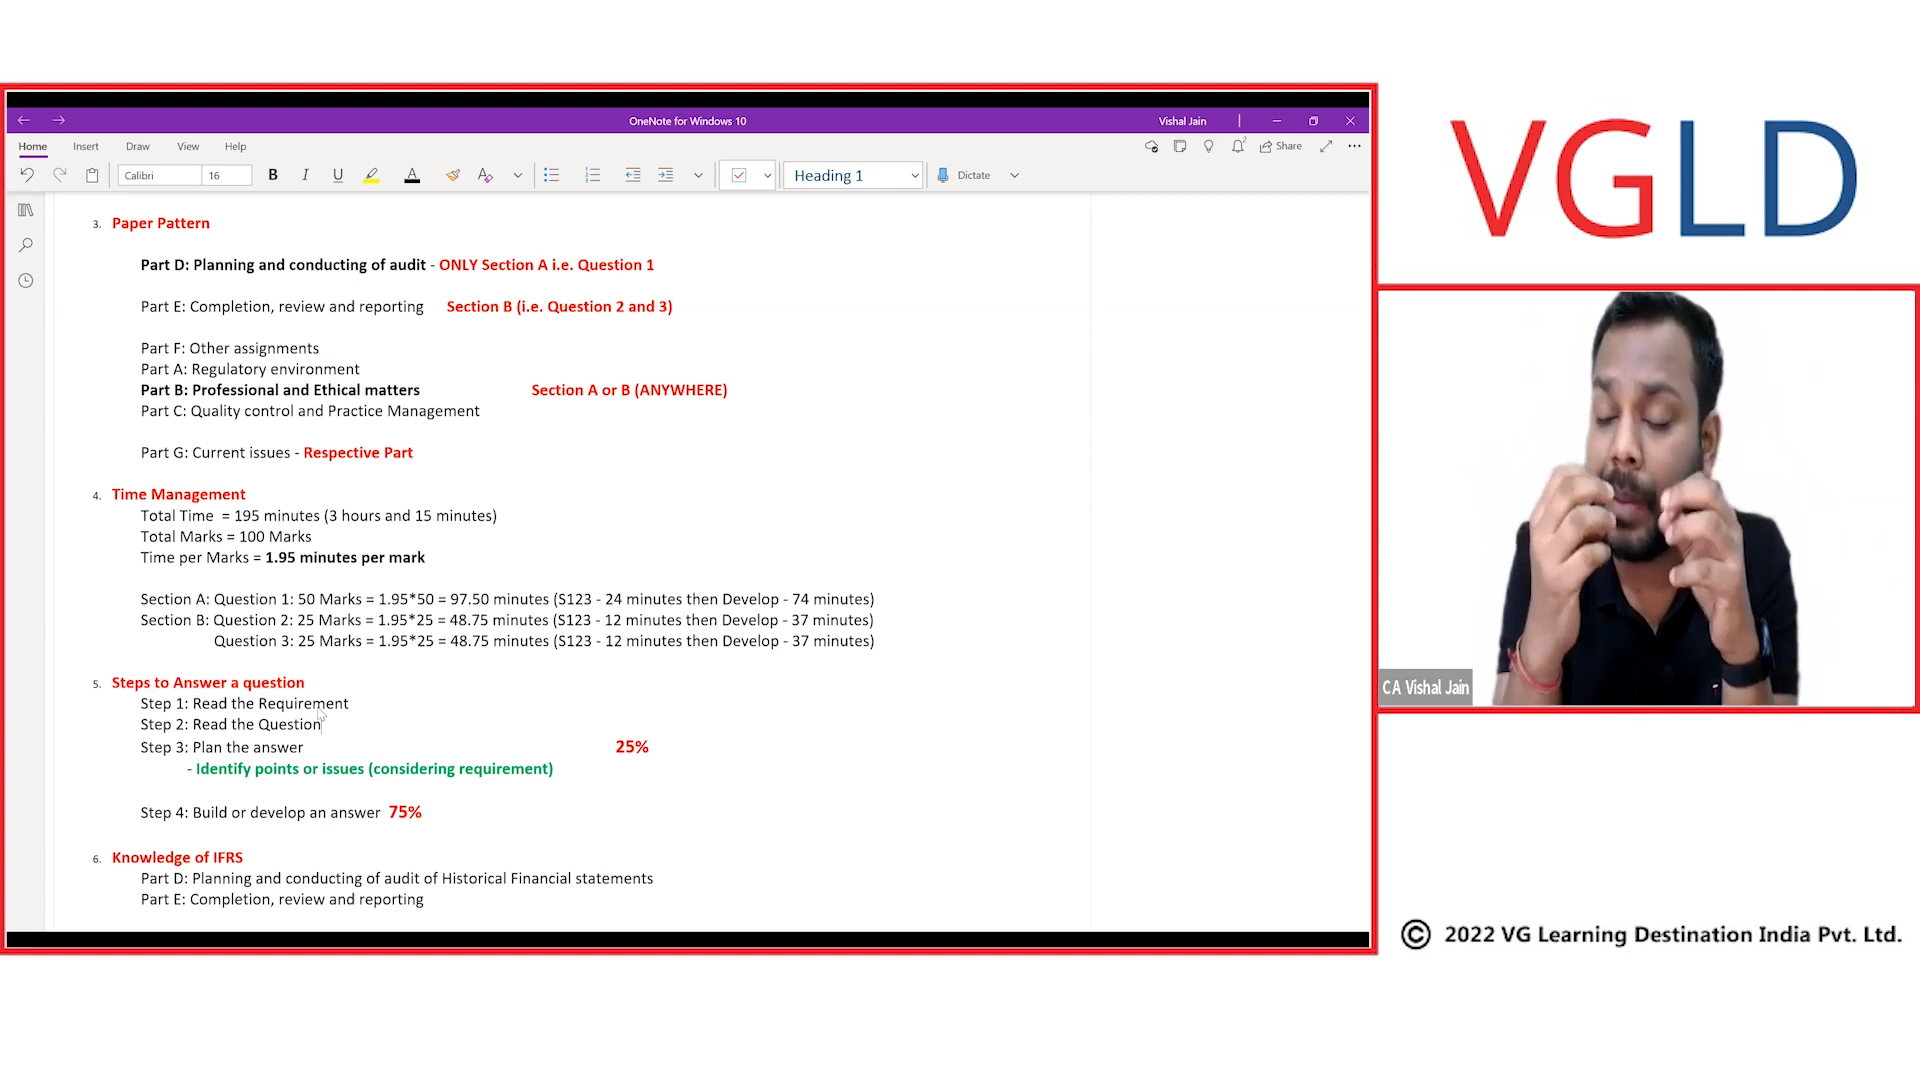 OneNote for Windows 10
Vishal Jain
Home Insert Draw View Help
Share
Calibri 16 B I U Heading 1 Dictate
3. Paper Pattern
Part D: Planning and conducting of audit - ONLY Section A i.e. Question 1
Part E: Completion, review and reporting Section B (i.e. Question 2 and 3)
Part F: Other assignments
Part A: Regulatory environment
Part B: Professional and Ethical matters Section A or B (ANYWHERE)
Part C: Quality control and Practice Management
Part G: Current issues - Respective Part
4. Time Management
Total Time = 195 minutes (3 hours and 15 minutes)
Total Marks = 100 Marks
Time per Marks = 1.95 minutes per mark
Section A: Question 1: 50 Marks = 1.95*50 = 97.50 minutes (S123 - 24 minutes then Develop - 74 minutes)
Section B: Question 2: 25 Marks = 1.95*25 = 48.75 minutes (S123 - 12 minutes then Develop - 37 minutes)
Question 3: 25 Marks = 1.95*25 = 48.75 minutes (S123 - 12 minutes then Develop - 37 minutes)
5. Steps to Answer a question
Step 1: Read the Requirement
Step 2: Read the Question
Step 3: Plan the answer 25%
- Identify points or issues (considering requirement)
Step 4: Build or develop an answer 75%
6. Knowledge of IFRS
Part D: Planning and conducting of audit of Historical Financial statements
Part E: Completion, review and reporting
VGLD
CA Vishal Jain
© 2022 VG Learning Destination India Pvt. Ltd.